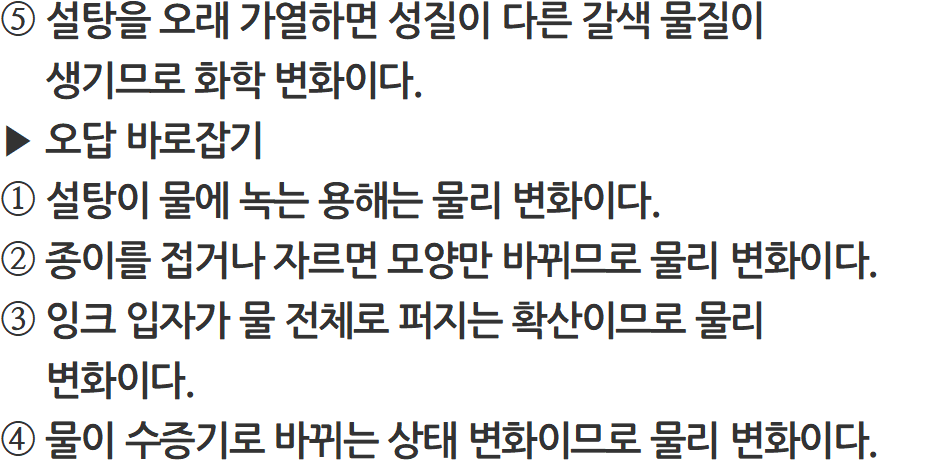 ⑤ 설탕을 오래 가열하면 성질이 다른 갈색 물질이
생기므로 화학 변화이다.
▶ 오답 바로잡기
① 설탕이 물에 녹는 용해는 물리 변화이다.
② 종이를 접거나 자르면 모양만 바뀌므로 물리 변화이다.
③ 잉크 입자가 물 전체로 퍼지는 확산이므로 물리
변화이다.
④ 물이 수증기로 바뀌는 상태 변화이므로 물리 변화이다.